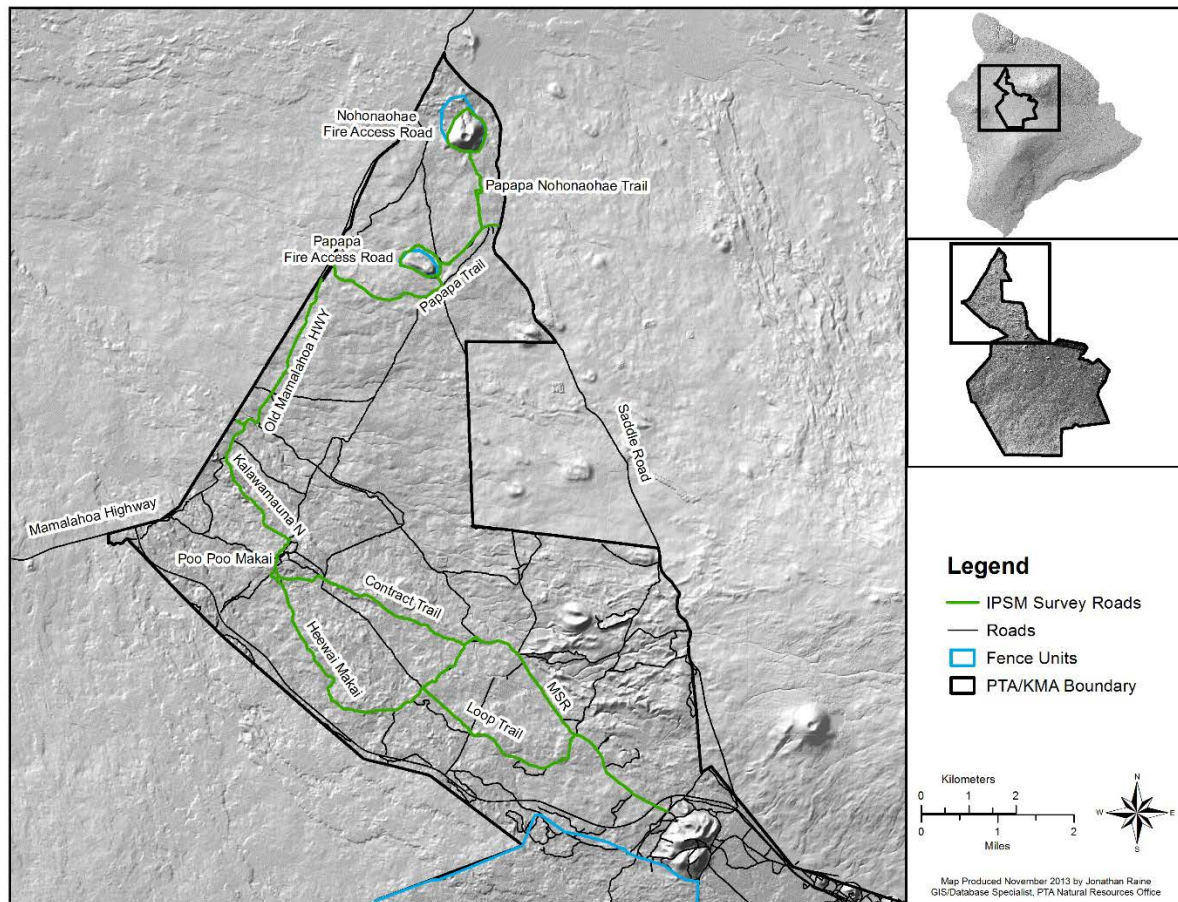 Nohonaohae
Fire Access Road
Papapa Nohonaohae Trail
Papapa
Fire Access Road
Papapa Trail
Old Mamalahoa HWY
Saddle Road
Kalawamauna N
Mamalahoa Highway
Poo Poo Makai
Contract Trail
Heewai Makai
MSR
Loop Trail
Legend
IPSM Survey Roads
Roads
Fence Units
PTA/KMA Boundary
Kilometers
0 1 2
0 1 2
Miles
N
W E
S
Map Produced November 2013 by Jonathan Raine
GIS/Database Specialist, PTA Natural Resources Office